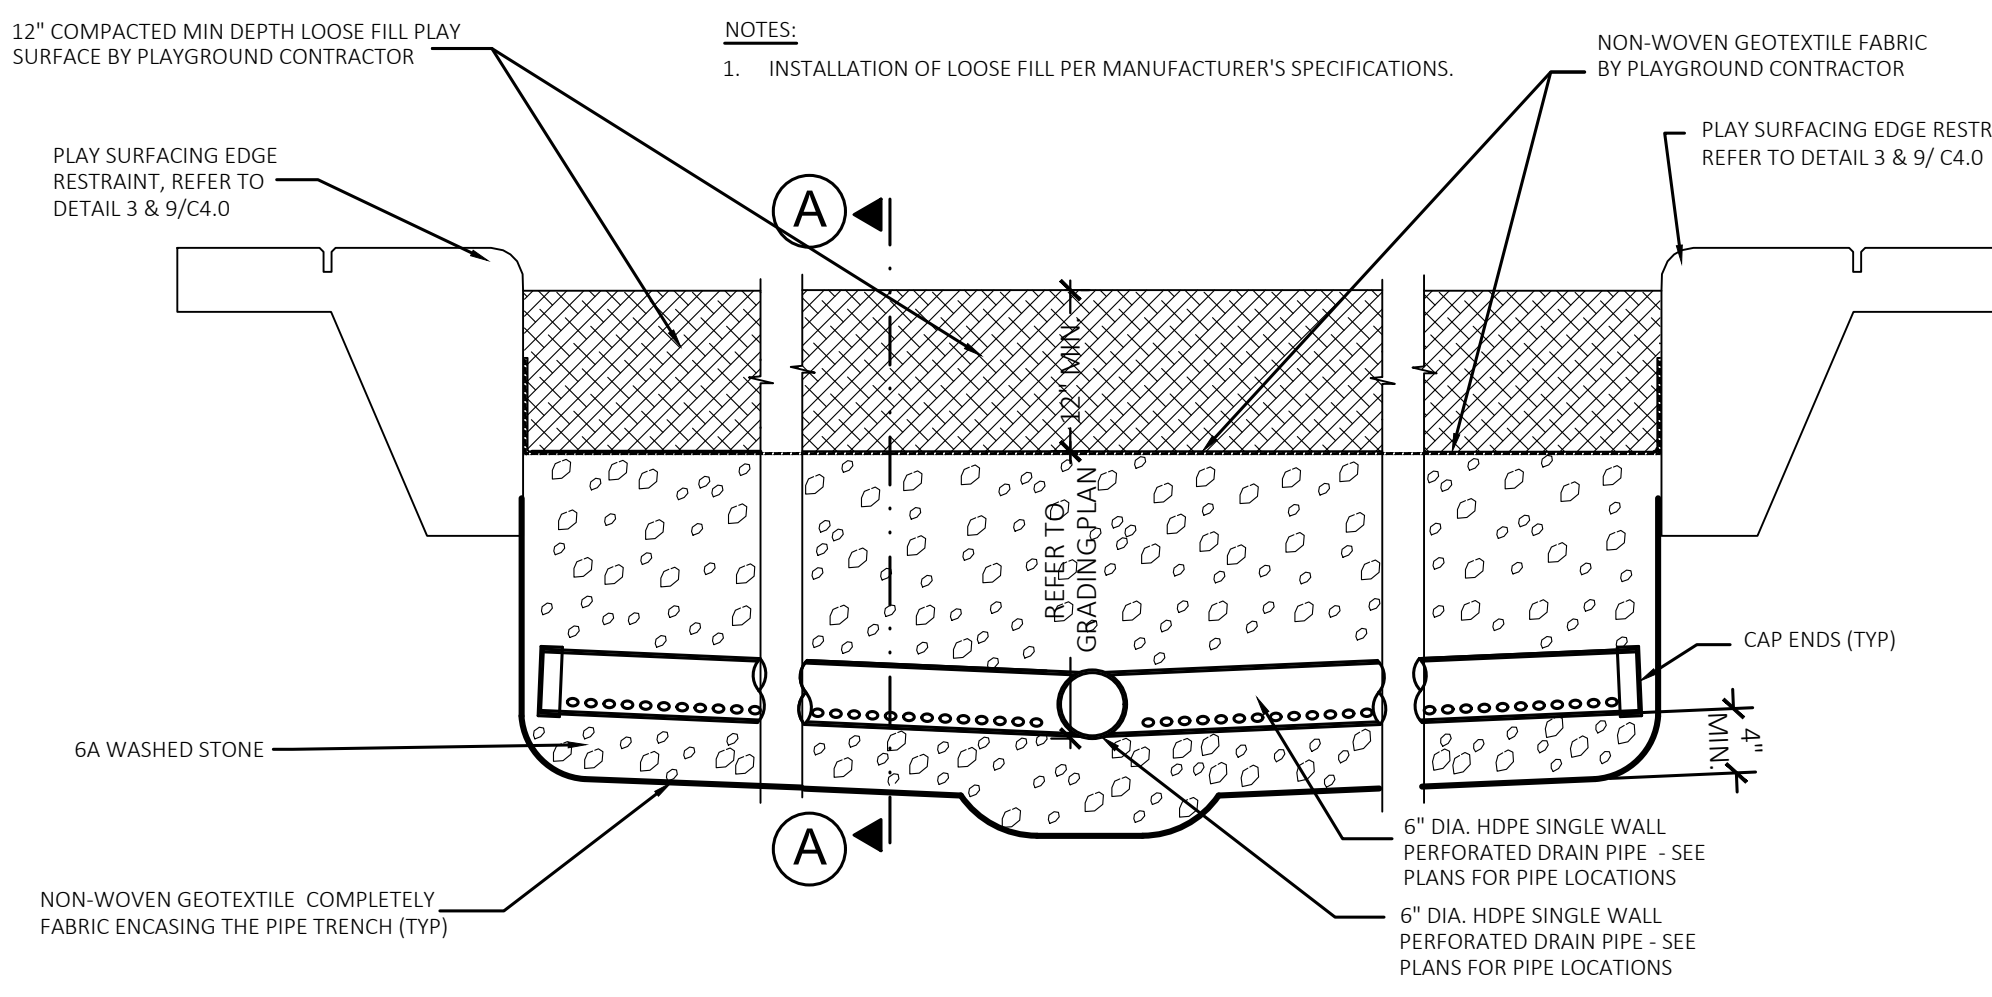 12" COMPACTED MIN DEPTH LOOSE FILL PLAY
SURFACE BY PLAYGROUND CONTRACTOR
NOTES:
1. INSTALLATION OF LOOSE FILL PER MANUFACTURER'S SPECIFICATIONS.
NON-WOVEN GEOTEXTILE FABRIC
BY PLAYGROUND CONTRACTOR
PLAY SURFACING EDGE RESTR
REFER TO DETAIL 3 & 9/ C4.0
PLAY SURFACING EDGE
RESTRAINT, REFER TO
DETAIL 3 & 9/C4.0
A
12" MIN.
REFER TO
GRADING PLAN
CAP ENDS (TYP)
4"
MIN.
6A WASHED STONE
A
6" DIA. HDPE SINGLE WALL
PERFORATED DRAIN PIPE - SEE
PLANS FOR PIPE LOCATIONS
NON-WOVEN GEOTEXTILE COMPLETELY
FABRIC ENCASING THE PIPE TRENCH (TYP)
6" DIA. HDPE SINGLE WALL
PERFORATED DRAIN PIPE - SEE
PLANS FOR PIPE LOCATIONS